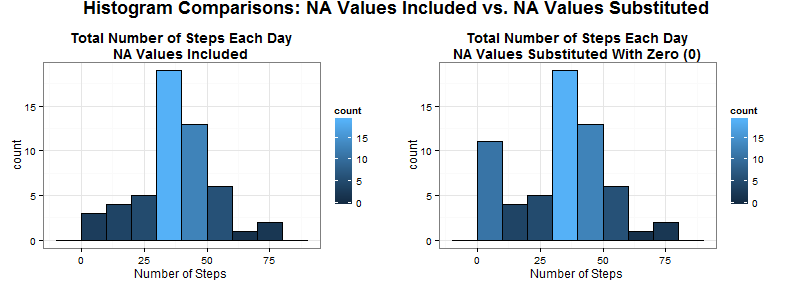 Histogram Comparisons: NA Values Included vs. NA Values Substituted
Total Number of Steps Each Day
NA Values Included
count
15
10
5
0
0
25
50
75
Number of Steps
count
15
10
5
0
Total Number of Steps Each Day
NA Values Substituted With Zero (0)
count
15
10
5
0
0
25
50
75
Number of Steps
count
15
10
5
0